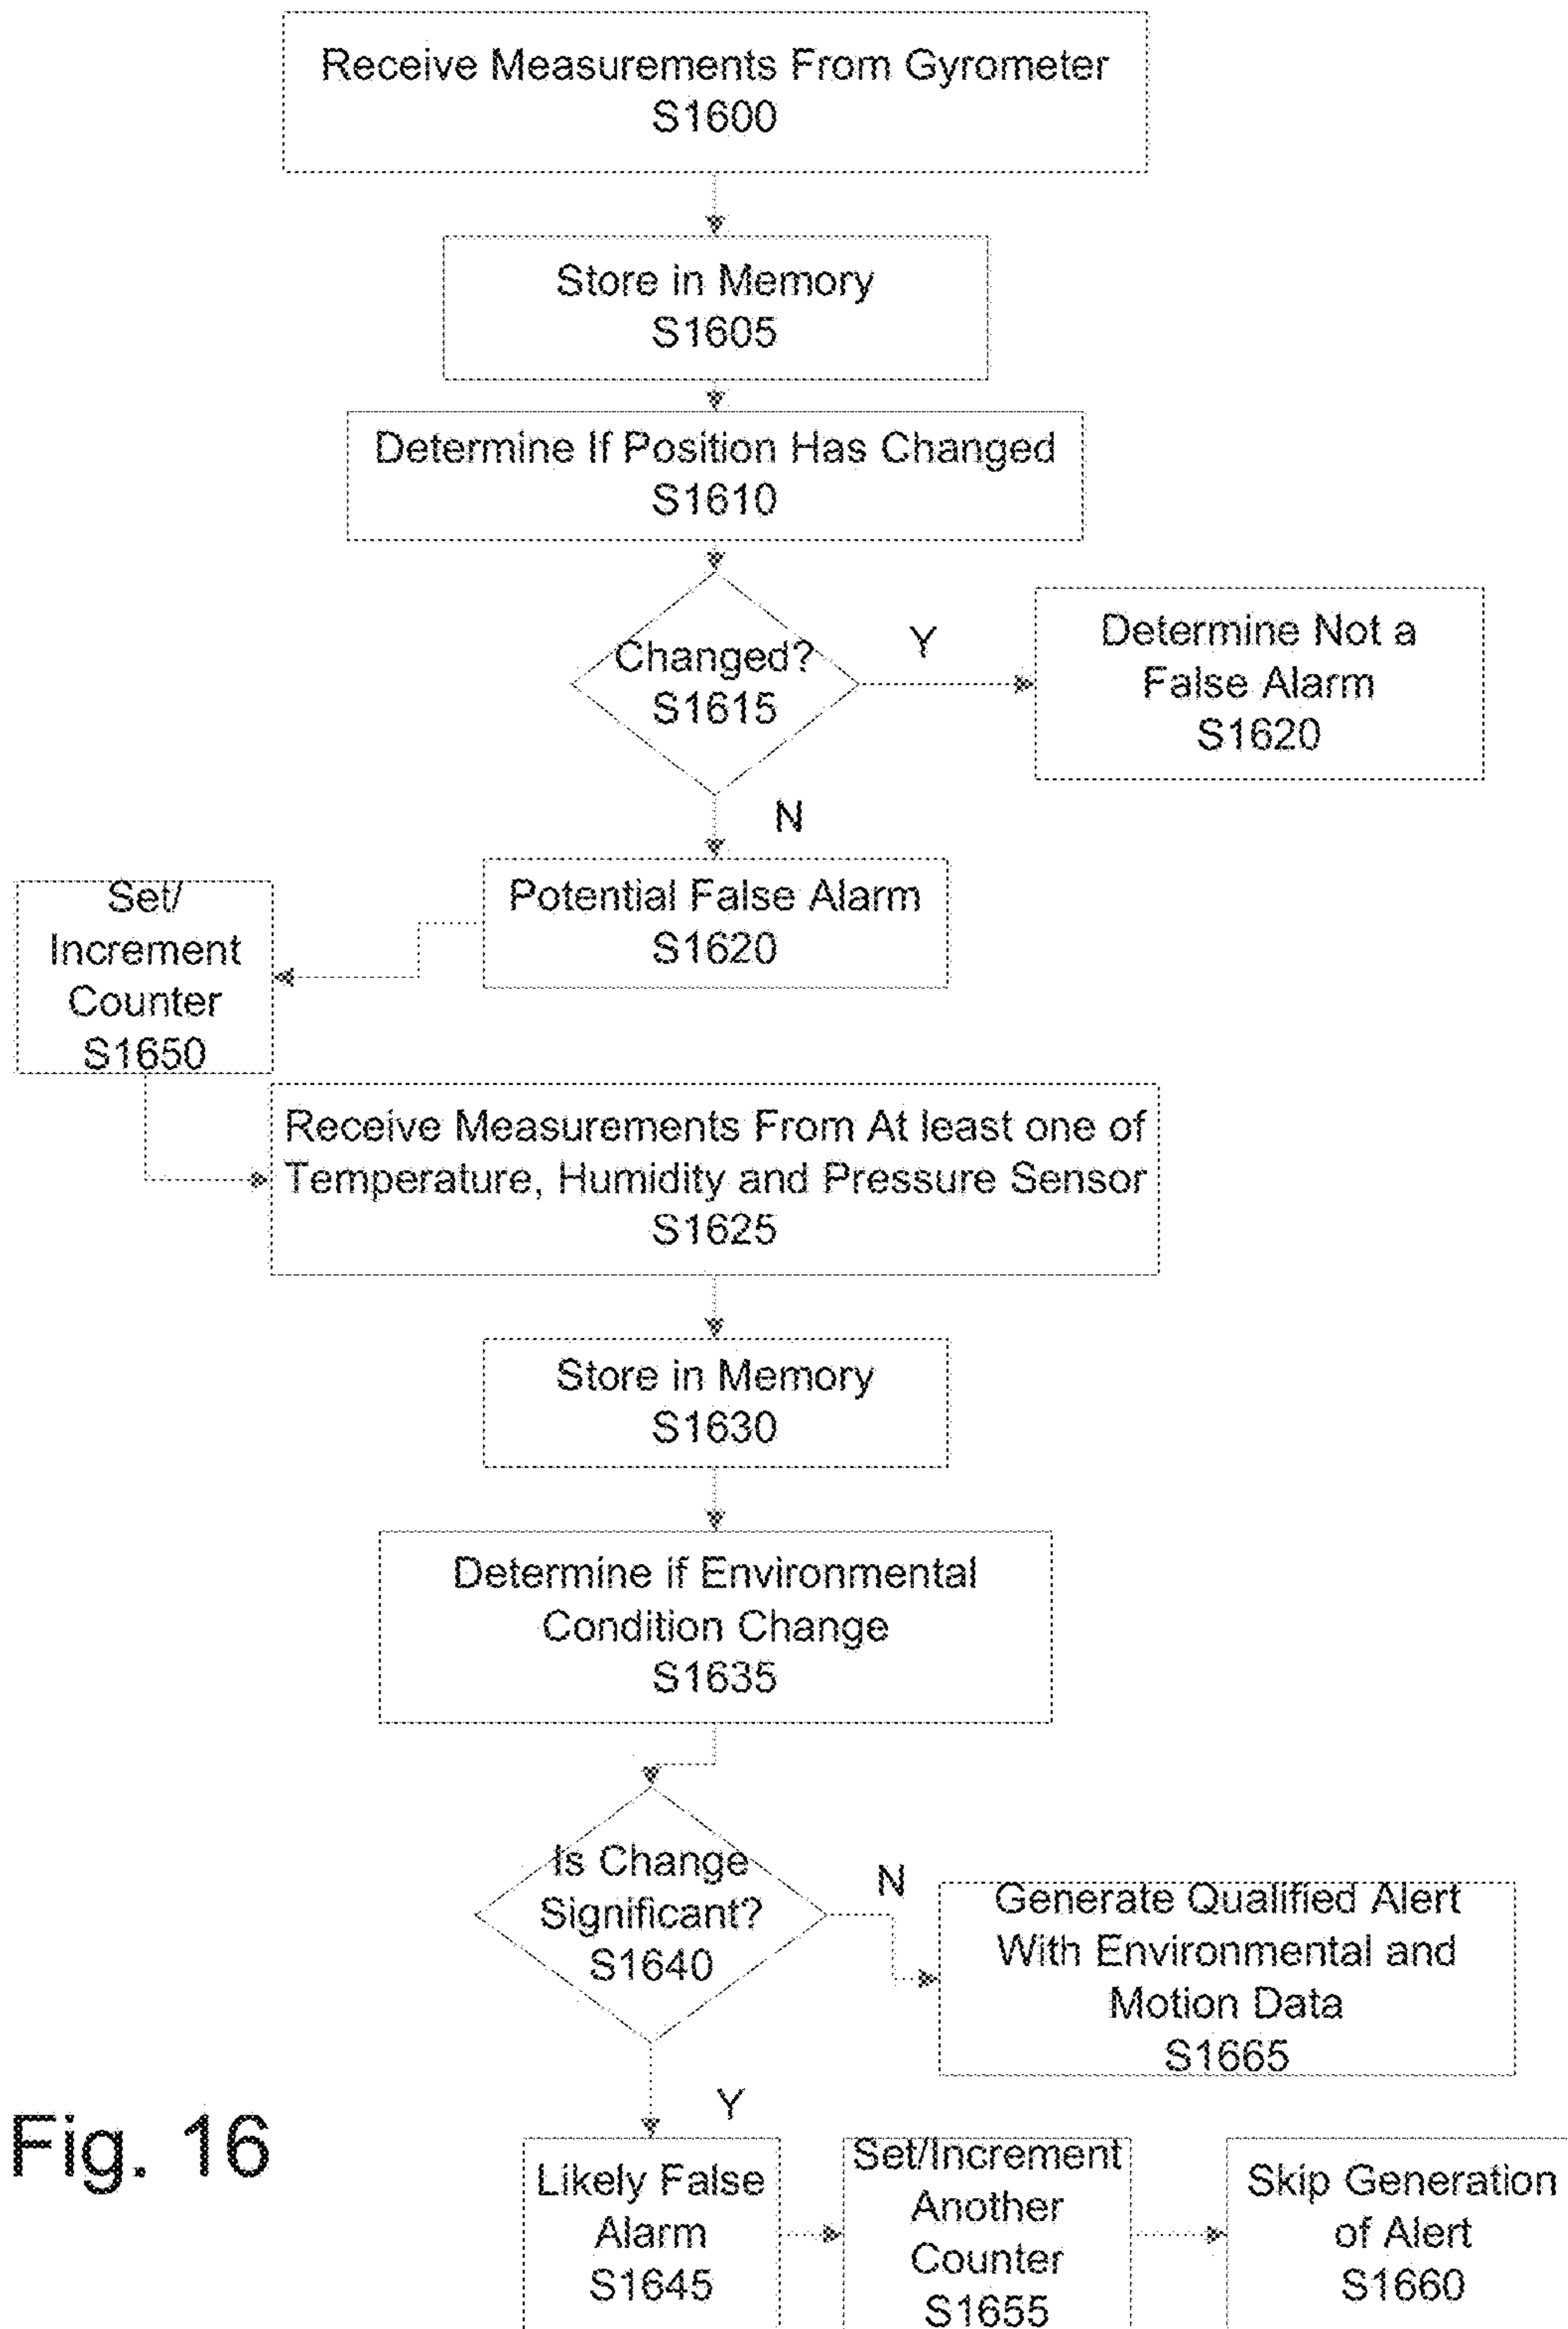 Receive Measurements From Gyrometer
S1600
Store in Memory
S1605
Determine If Position Has Changed
S1610
Changed?
S1615
Y
Determine Not a
False Alarm
S1620
N
Potential False Alarm
S1620
Set/
Increment
Counter
S1650
Receive Measurements From At least one of
Temperature, Humidity and Pressure Sensor
S1625
Store in Memory
S1630
Determine if Environmental
Condition Change
S1635
Is Change
Significant?
S1640
N
Generate Qualified Alert
With Environmental and
Motion Data
S1665
Y
Likely False
Alarm
S1645
Set/Increment
Another
Counter
S1655
Skip Generation
of Alert
S1660
Fig. 16